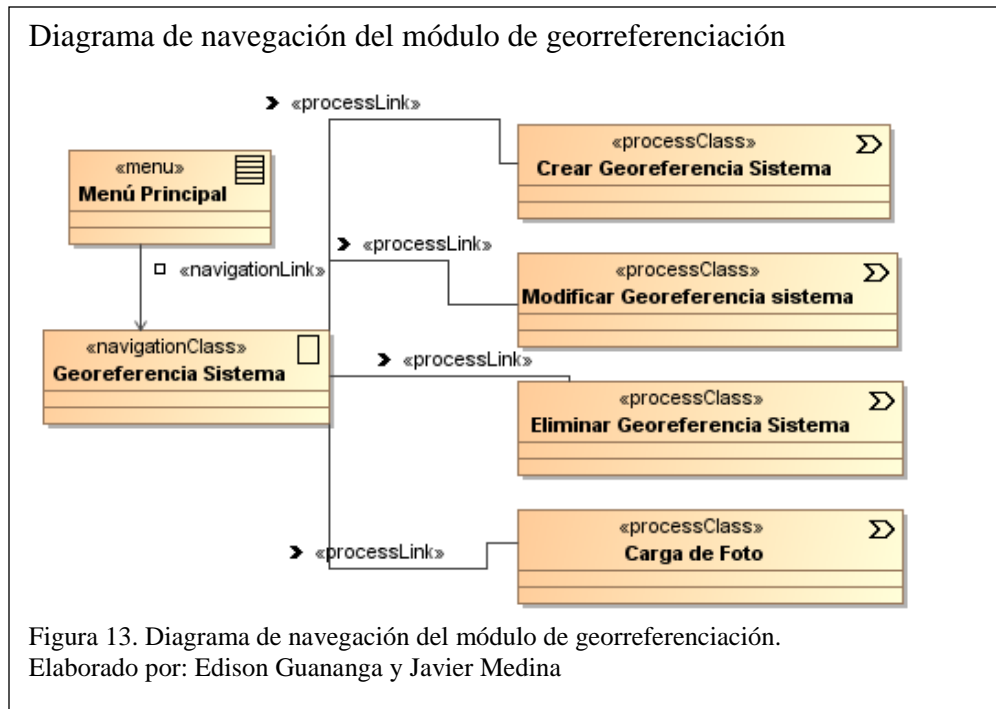 Diagrama de navegación del módulo de georreferenciación
«processLink»
«processClass»
Crear Georeferencia Sistema
«menu»
Menú Principal
«processLink»
«navigationLink»
«processClass»
Modificar Georeferencia sistema
«navigationClass»
Georeferencia Sistema
«processLink»
«processClass»
Eliminar Georeferencia Sistema
«processLink»
«processClass»
Carga de Foto
Figura 13. Diagrama de navegación del módulo de georreferenciación.
Elaborado por: Edison Guananga y Javier Medina